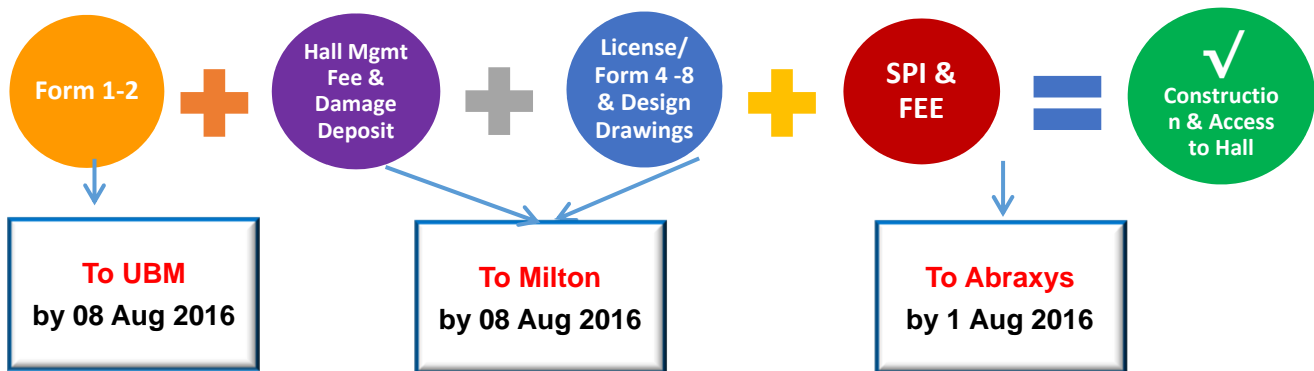 Form 1-2
Hall Mgmt
Fee &
Damage
Deposit
License/
Form 4 -8
& Design
Drawings
SPI &
FEE
√
Constructio
n & Access
to Hall
To UBM
by 08 Aug 2016
To Milton
by 08 Aug 2016
To Abraxys
by 1 Aug 2016